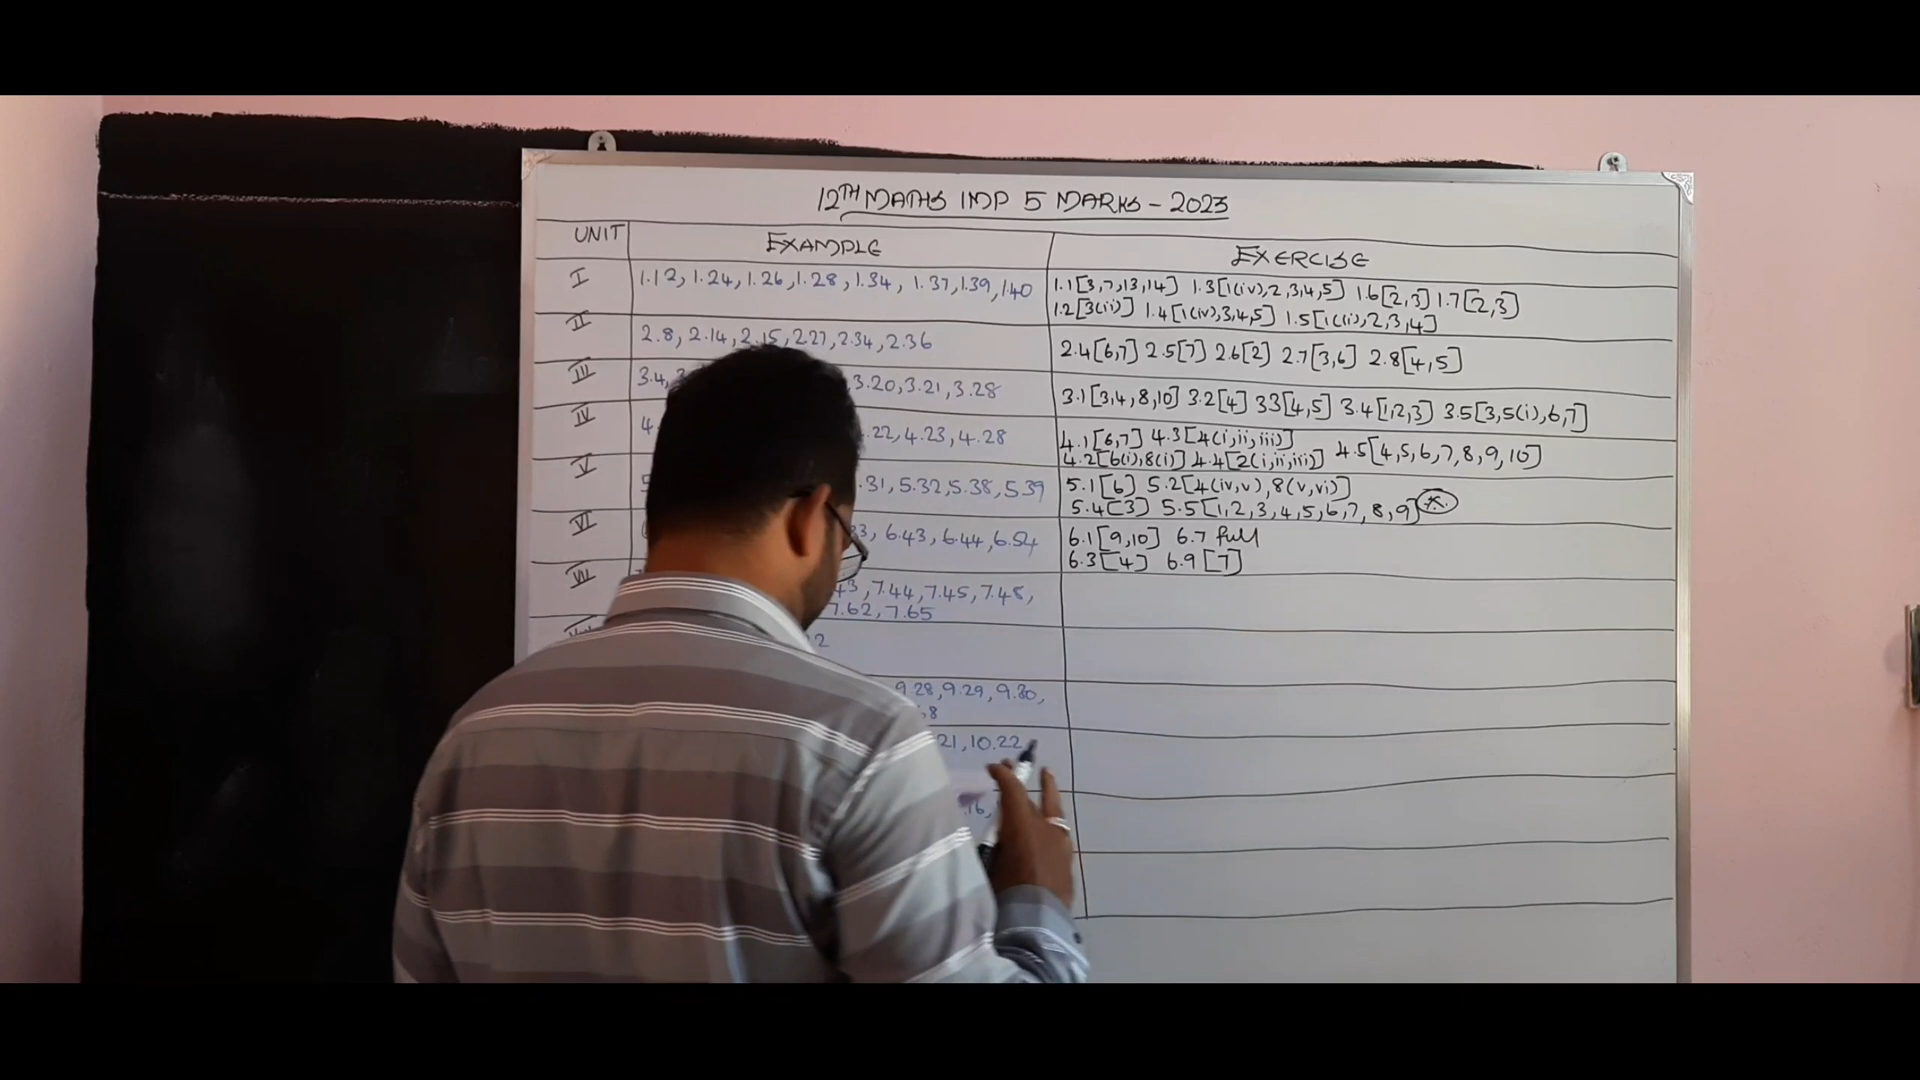 12TH MATHS IMP 5 MARKS - 2023
UNIT EXAMPLE EXERCISE
I 1.12, 1.24, 1.26, 1.28, 1.34, 1.37, 1.39, 1.40 1.1[3,7,13,14] 1.3[1(iv),2,3,4,5] 1.6[2,3] 1.7[2,3]
1.2[3(ii)] 1.4[1(iv),3,4,5] 1.5[1(i),2,3,4]
II 2.8, 2.14, 2.15, 2.27, 2.34, 2.36 2.4[6,7] 2.5[7] 2.6[2] 2.7[3,6] 2.8[4,5]
III 3.4, 3.20, 3.21, 3.28 3.1[3,4,8,10] 3.2[4] 3.3[4,5] 3.4[1,2,3] 3.5[3,5(i),6,7]
IV 4. .22, 4.23, 4.28 4.1[6,7] 4.3[4(i,ii,iii)] 4.5[4,5,6,7,8,9,10]
4.2[6(i),8(i)] 4.4[2(i,ii,iii)]
V .31, 5.32, 5.38, 5.39 5.1[6] 5.2[4(iv,v),8(v,vi)]
5.4[3] 5.5[1,2,3,4,5,6,7,8,9]
VI 33, 6.43, 6.44, 6.54 6.1[9,10] 6.7 full
6.3[4] 6.9[7]
VII 43, 7.44, 7.45, 7.48,
7.62, 7.65
2
9.28, 9.29, 9.30,
8
21, 10.22,
16,